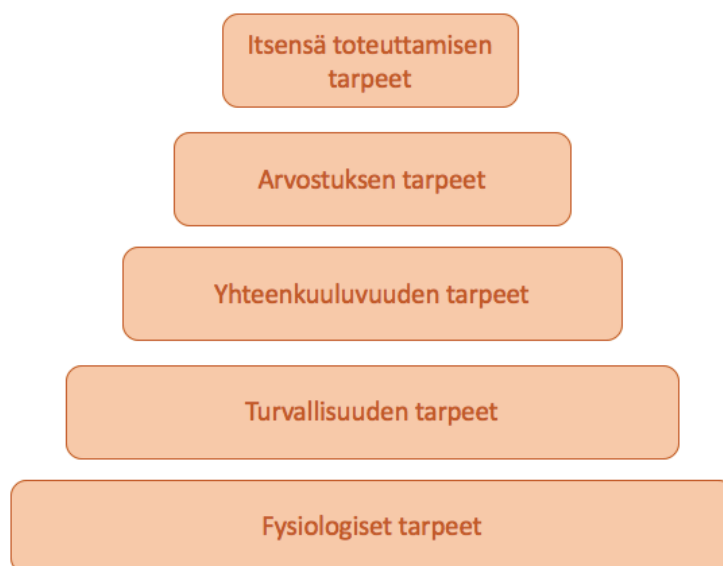 Itsensä toteuttamisen
tarpeet
Arvostuksen tarpeet
Yhteenkuuluvuuden tarpeet
Turvallisuuden tarpeet
Fysiologiset tarpeet